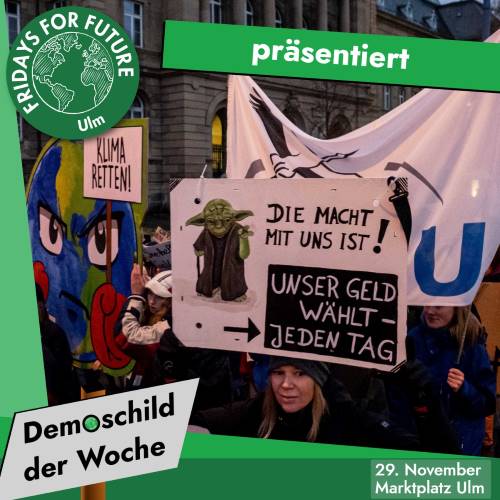 FRIDAYS FOR FUTURE
Ulm
präsentiert
KLIMA
RETTEN!
DIE MACHT
MIT UNS IST!
UNSER GELD
WÄHLT –
JEDEN TAG
U
Demoschild
der Woche
29. November
Marktplatz Ulm